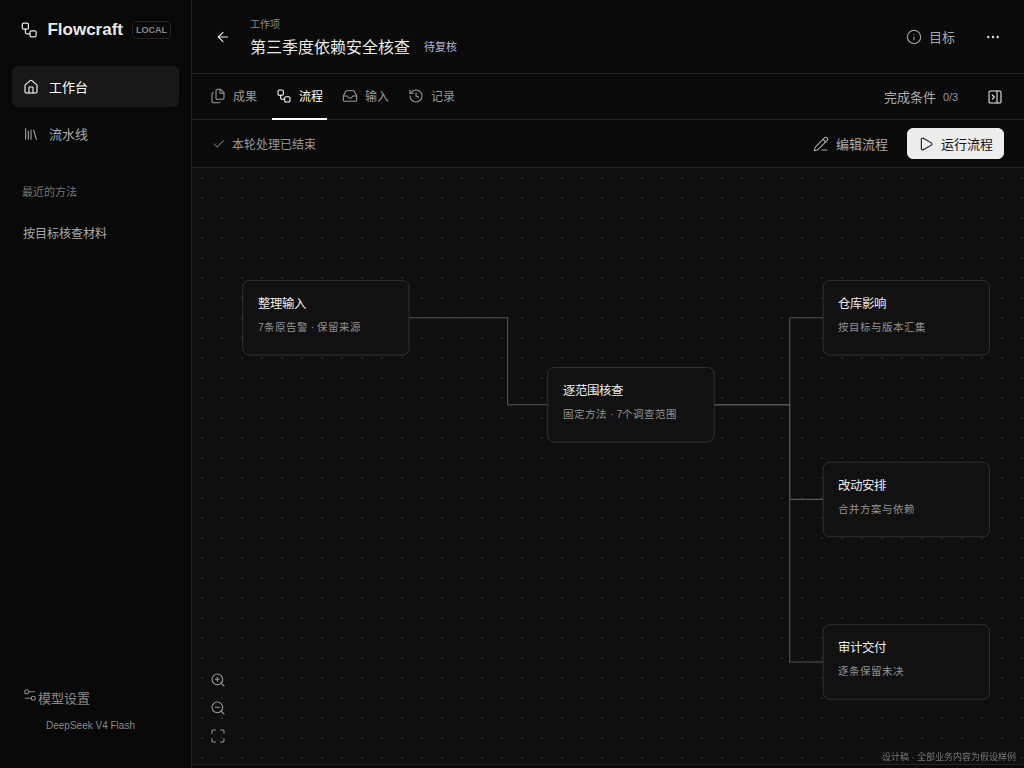 Flowcraft LOCAL
工作台
流水线
最近的方法
按目标核查材料
模型设置
DeepSeek V4 Flash
工作项
第三季度依赖安全核查 待复核
目标
成果 流程 输入 记录
完成条件 0/3
本轮处理已结束
编辑流程 运行流程
整理输入
7条原告警 · 保留来源
逐范围核查
固定方法 · 7个调查范围
仓库影响
按目标与版本汇集
改动安排
合并方案与依赖
审计交付
逐条保留未决
设计稿 · 全部业务内容为假设样例